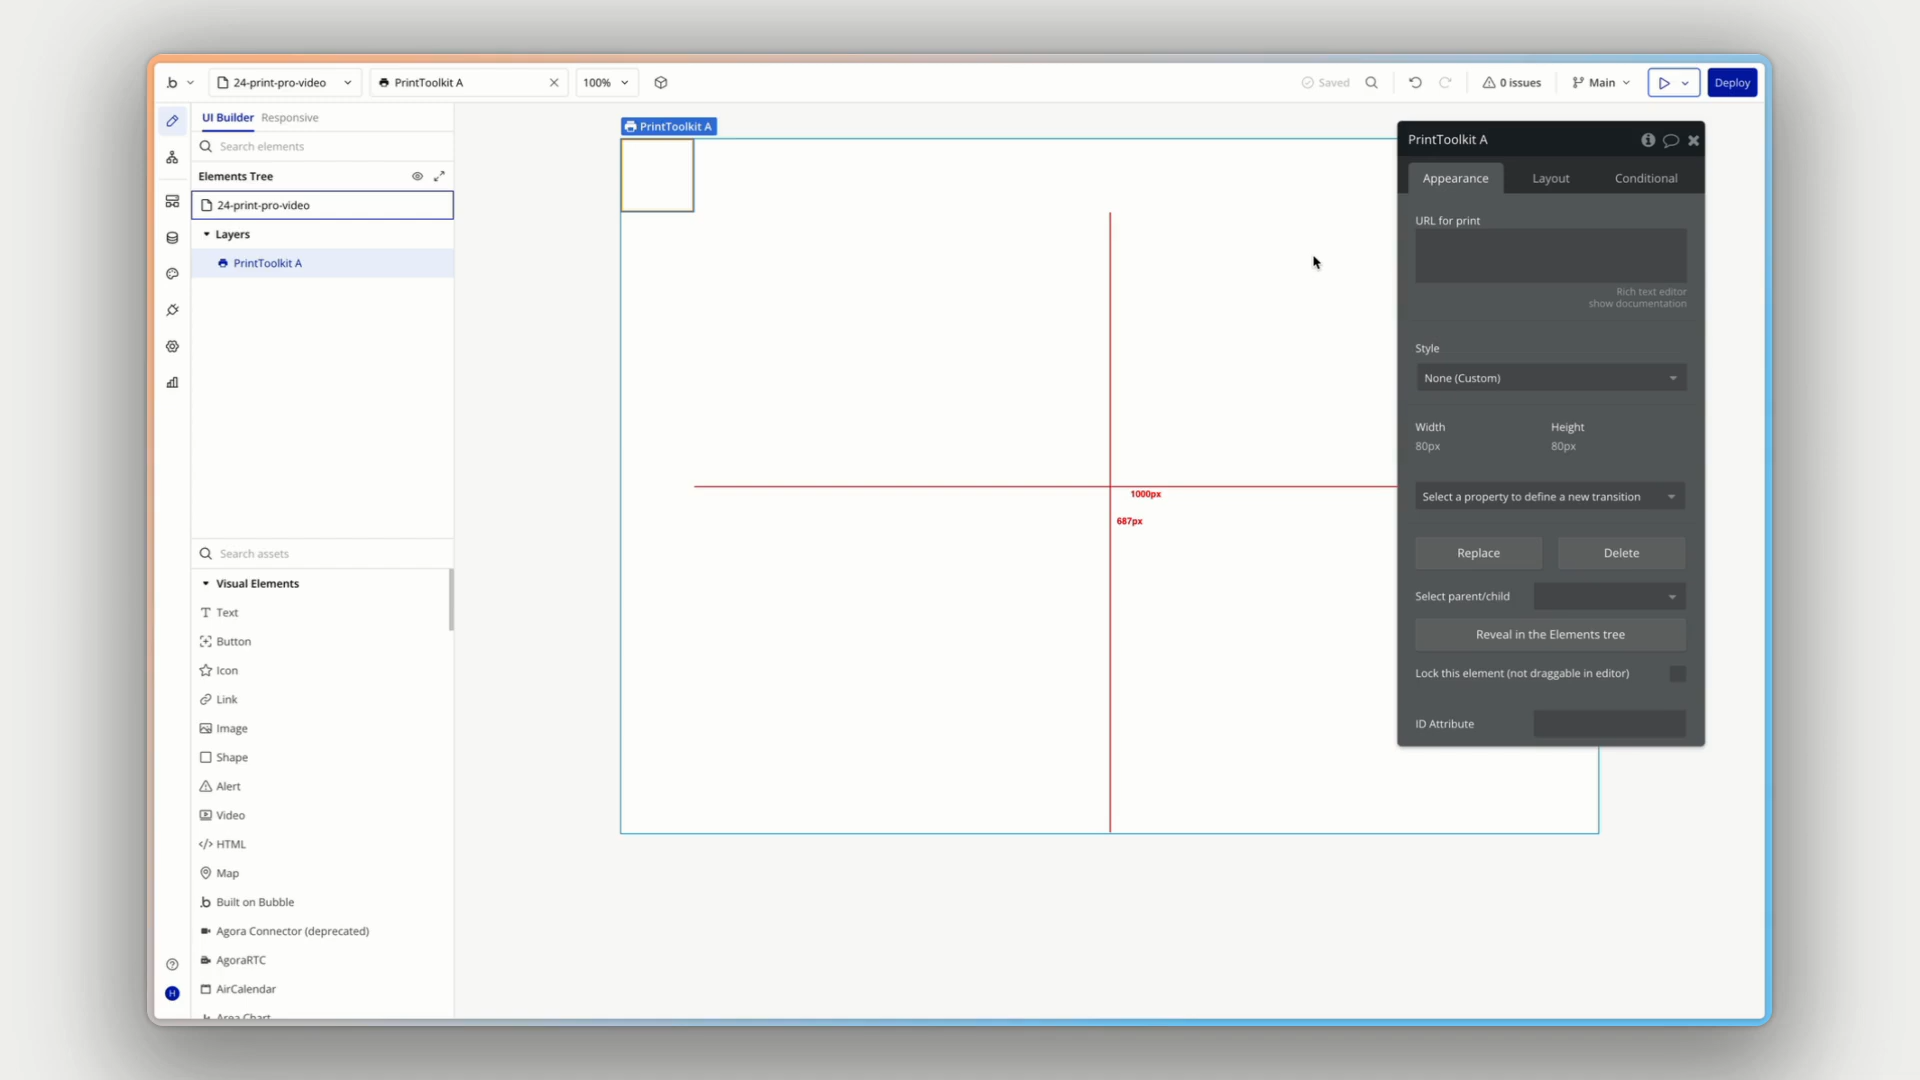 24-print-pro-video
PrintToolkit A
100%
Saved
0 issues
Main
Deploy
UI Builder
Responsive
Search elements
Elements Tree
24-print-pro-video
Layers
PrintToolkit A
Search assets
Visual Elements
Text
Button
Icon
Link
Image
Shape
Alert
Video
HTML
Map
Built on Bubble
Agora Connector (deprecated)
AgoraRTC
AirCalendar
Area Chart
H
PrintToolkit A
1000px
687px
PrintToolkit A
Appearance
Layout
Conditional
URL for print
Rich text editor
show documentation
Style
None (Custom)
Width
Height
80px
80px
Select a property to define a new transition
Replace
Delete
Select parent/child
Reveal in the Elements tree
Lock this element (not draggable in editor)
ID Attribute